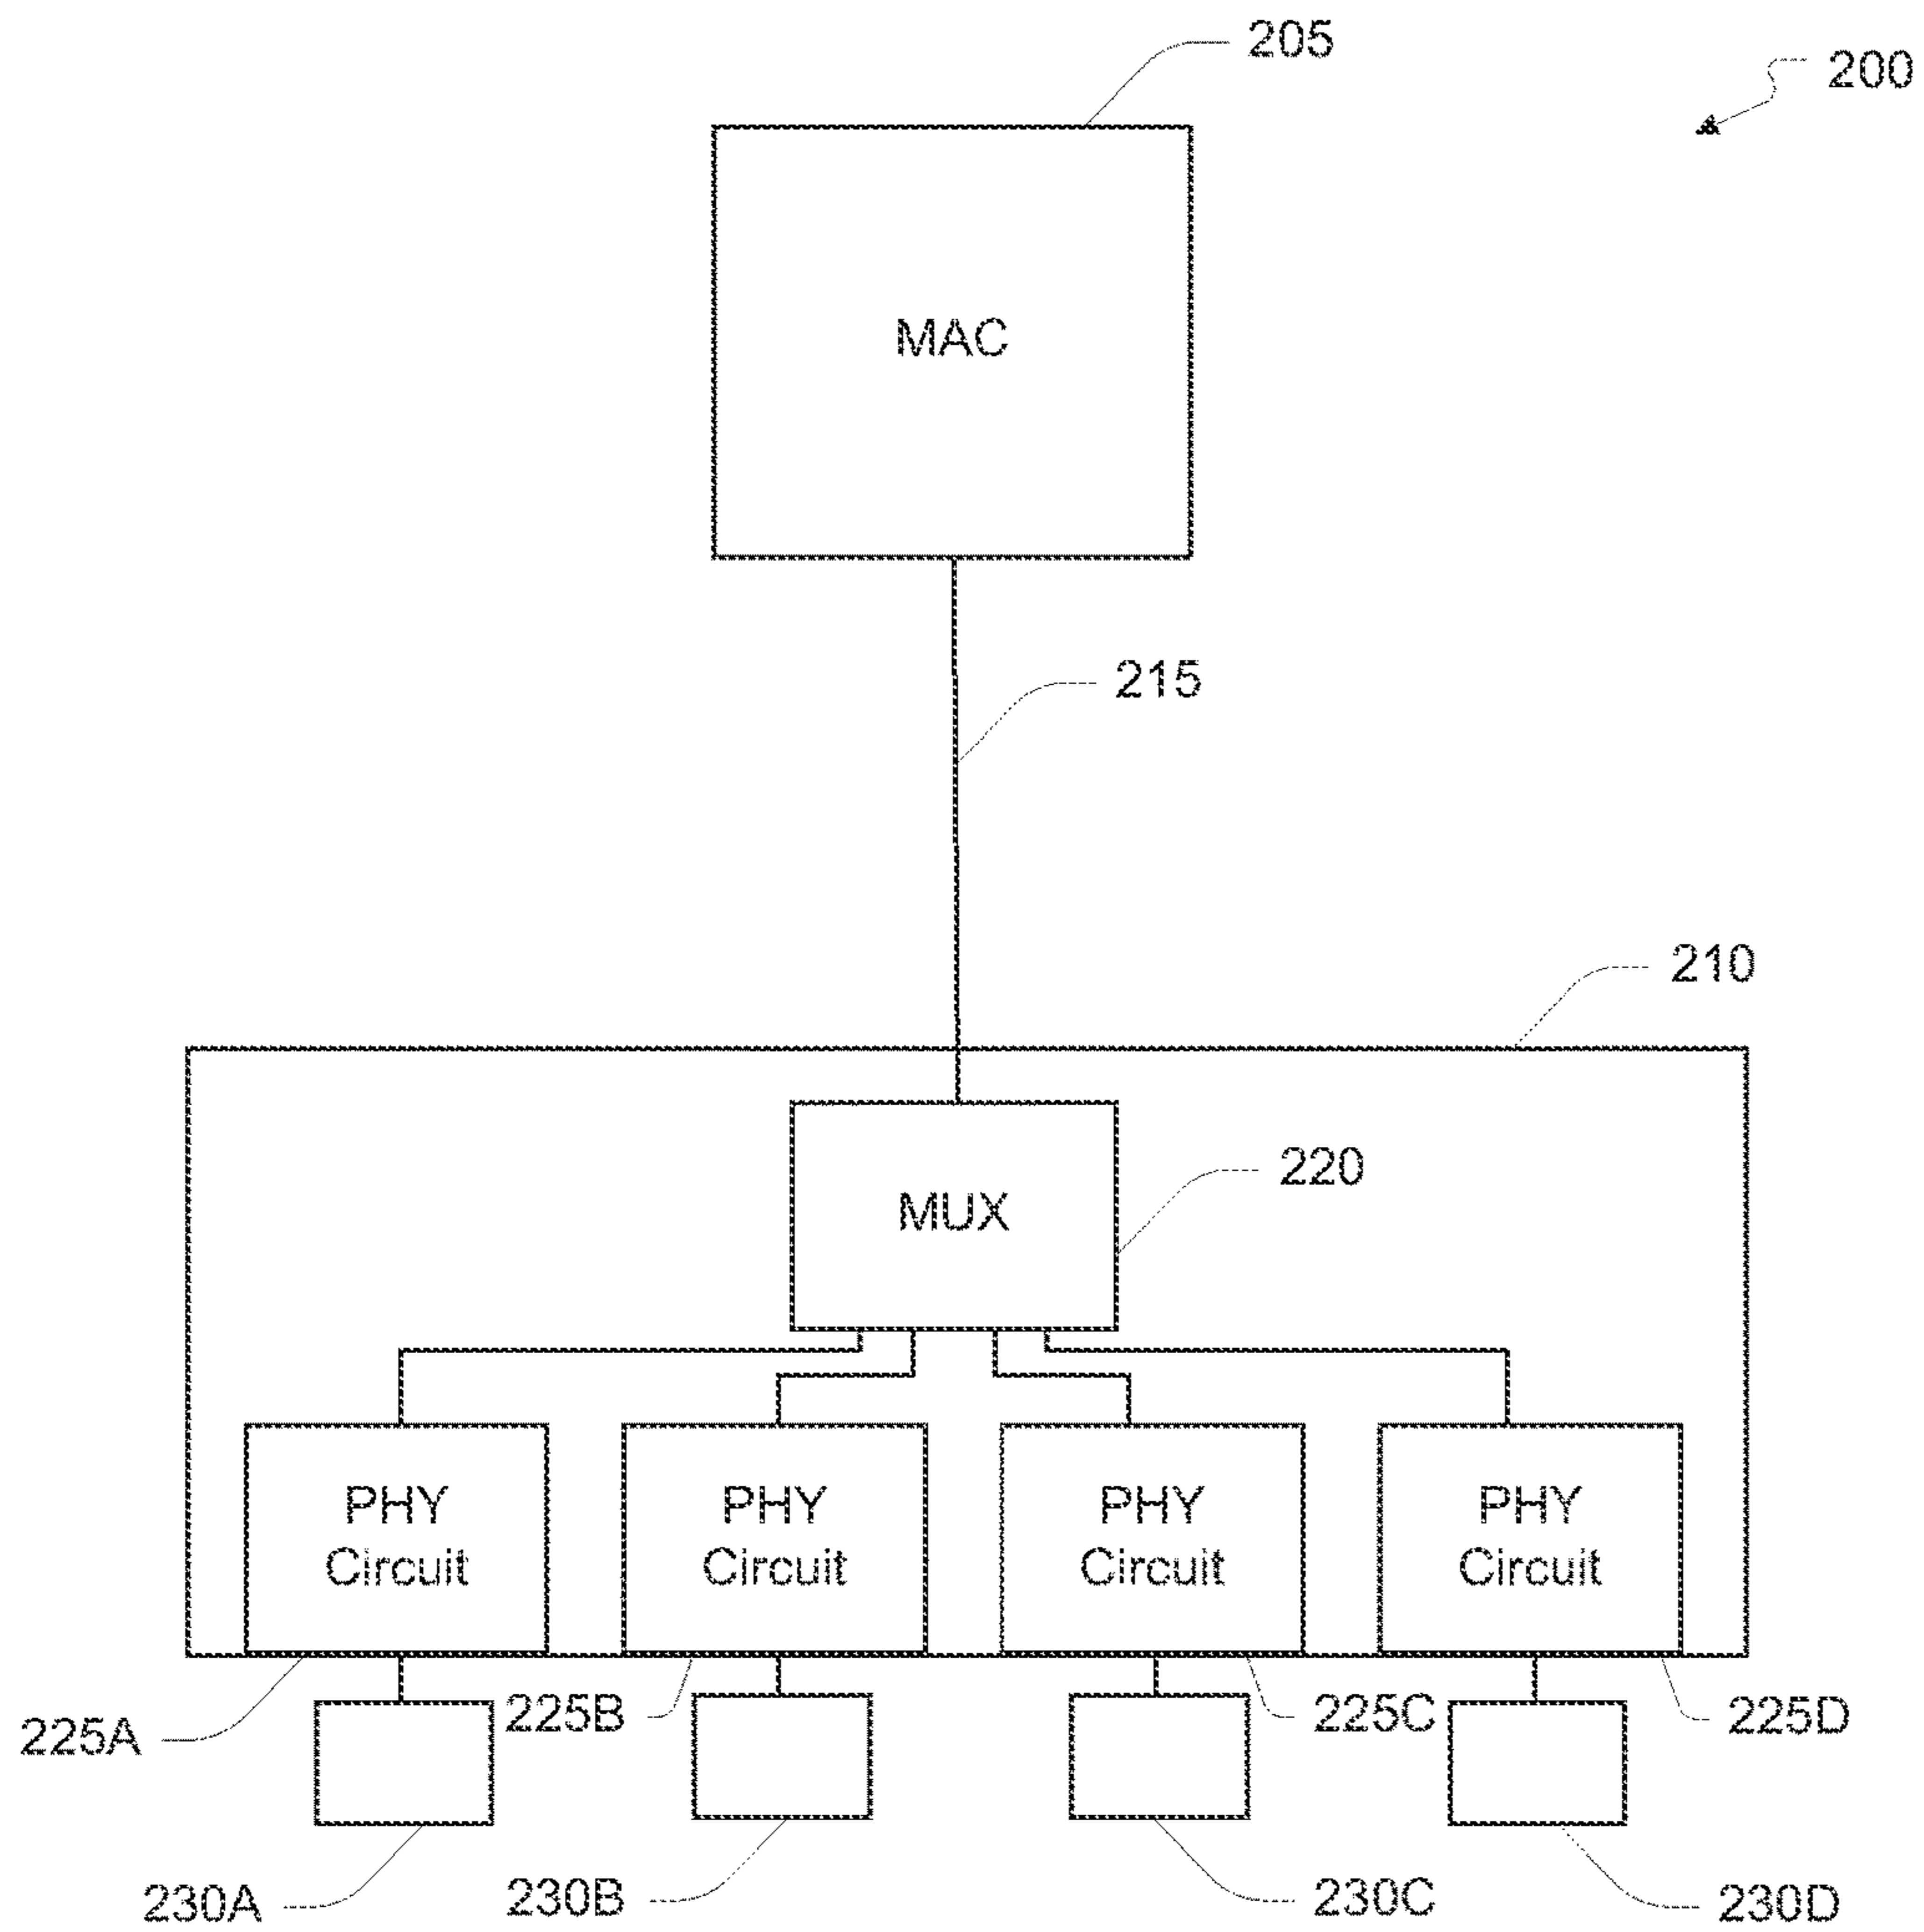 205
200
MAC
215
210
220
MUX
PHY
Circuit
PHY
Circuit
PHY
Circuit
PHY
Circuit
225A
225B
225C
225D
230A
230B
230C
230D